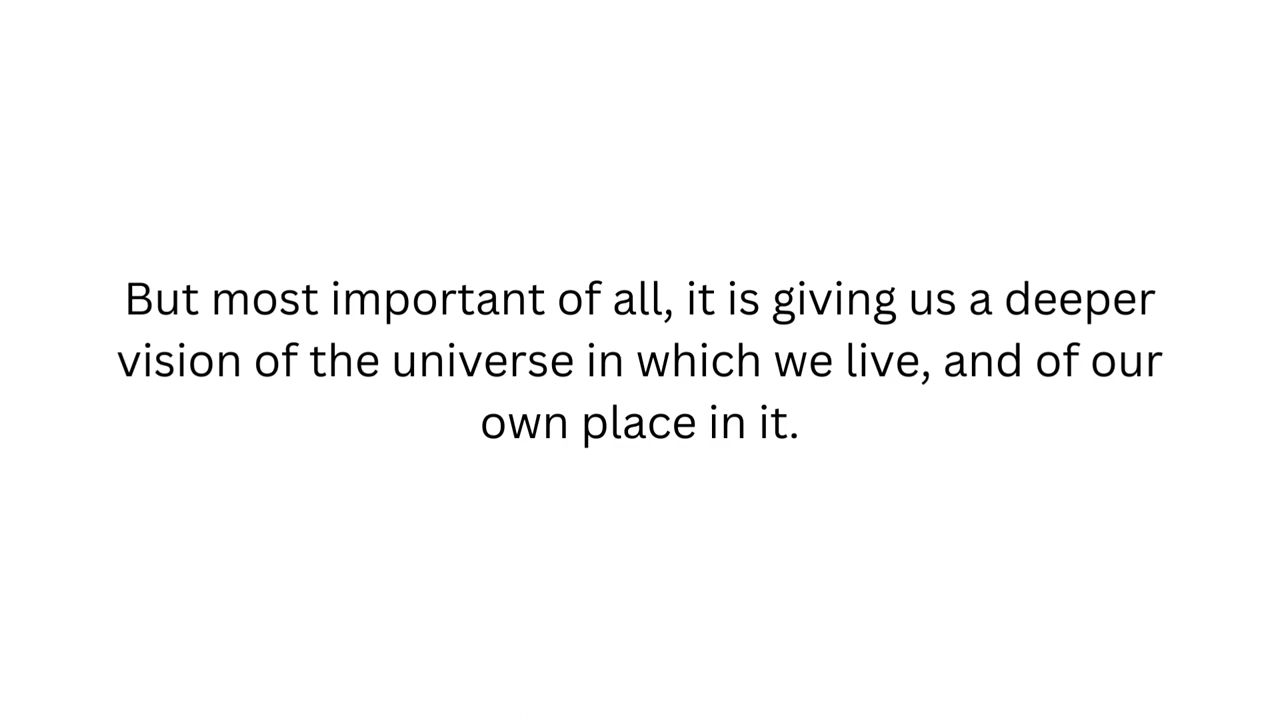 But most important of all, it is giving us a deeper
vision of the universe in which we live, and of our
own place in it.